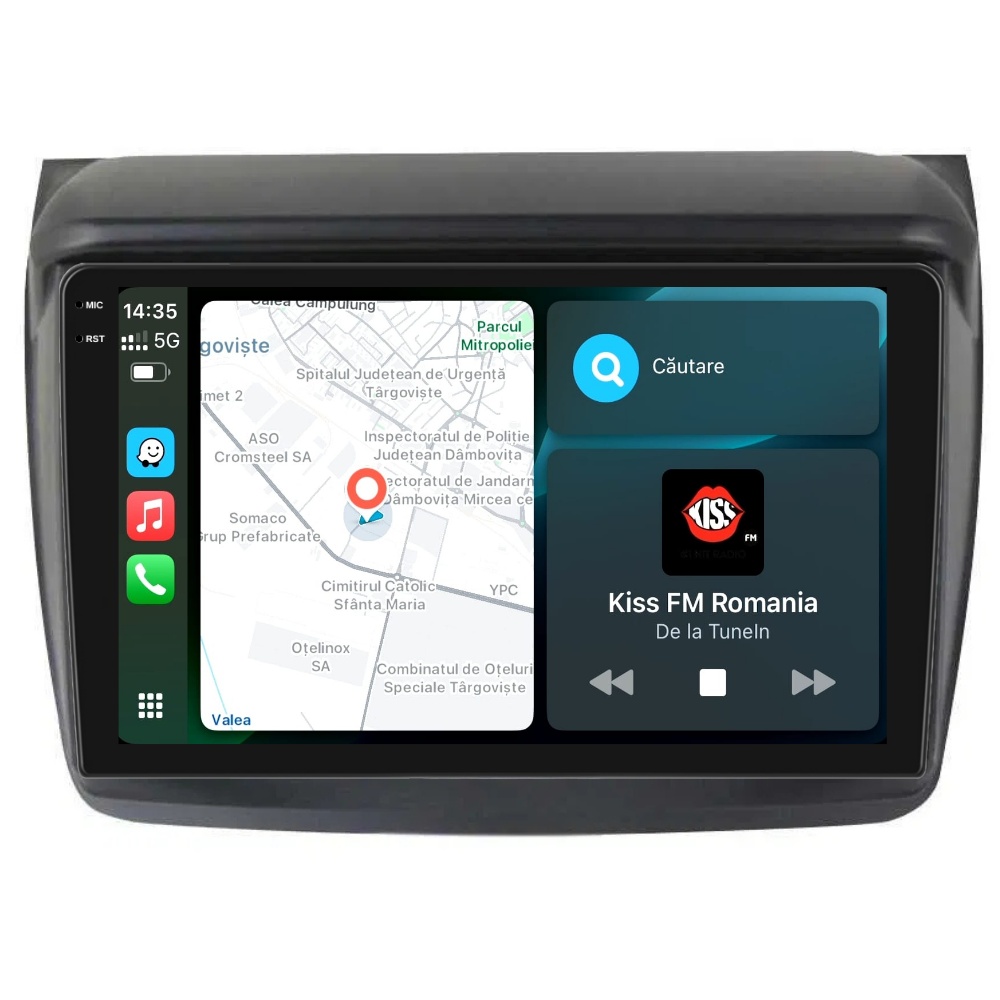 MIC
RST
14:35
5G
Calea Câmpulung
goviște
Parcul
Mitropoliei
Spitalul Județean de Urgență
Târgoviște
imet 2
ASO
Cromsteel SA
Inspectoratul de Poliție
Județean Dâmbovița
ectoratul de Jandarm
Dâmbovița Mircea ce
Somaco
Grup Prefabricate
Cimitirul Catolic
Sfânta Maria
YPC
Oțelinox
SA
Combinatul de Oțeluri
Speciale Târgoviște
Valea
Căutare
KISS
FM
Kiss FM Romania
De la TuneIn